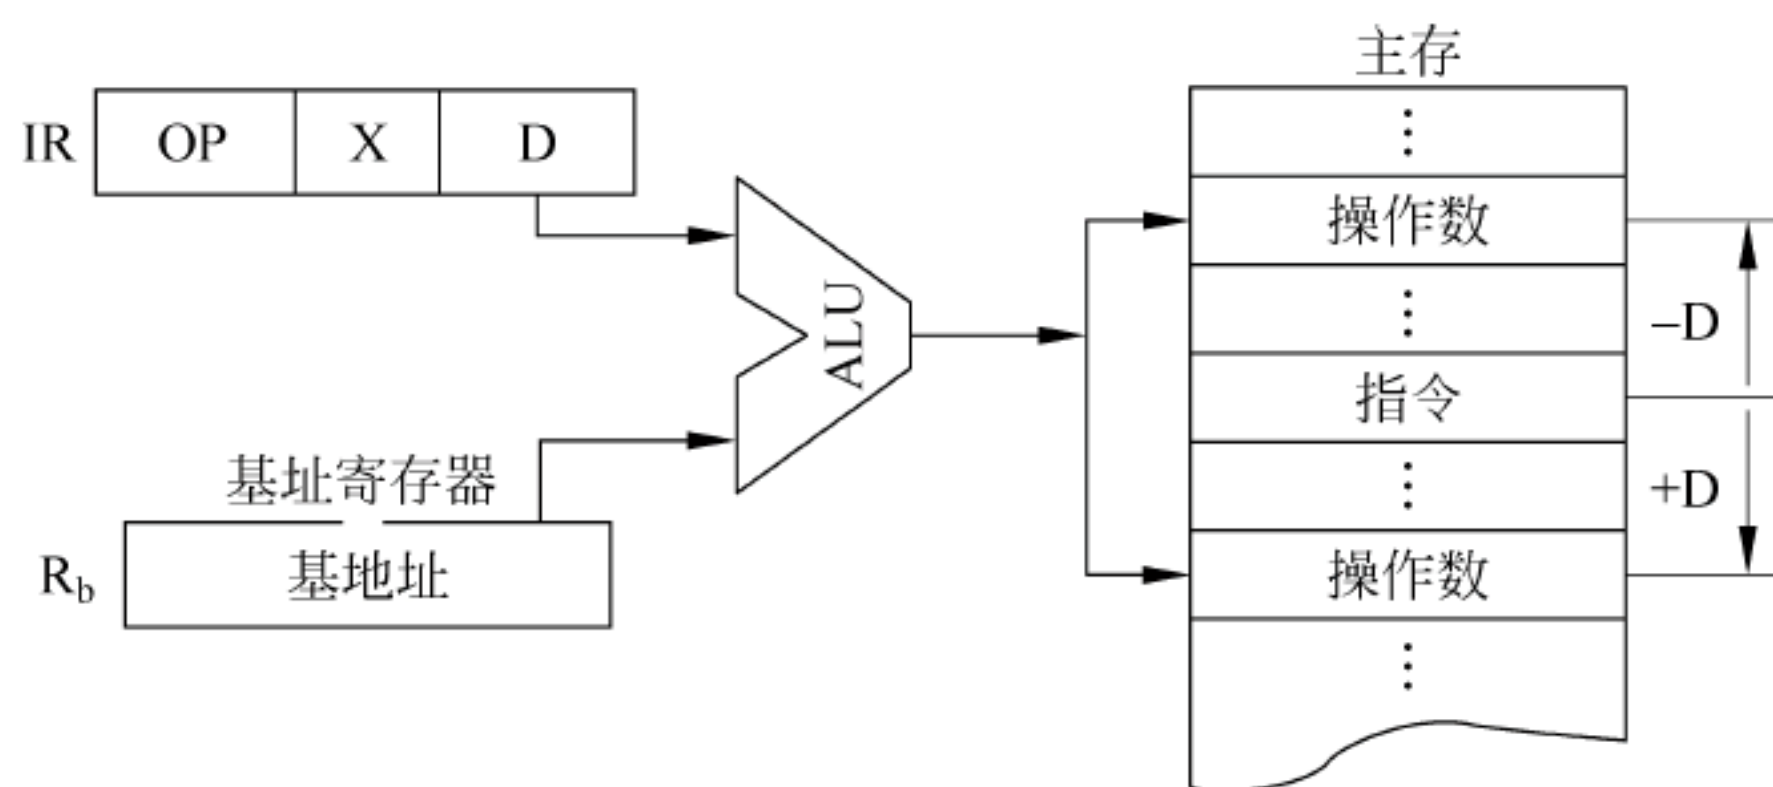 主存
IR OP X D
操作数
ALU
–D
指令
基址寄存器
+D
R_b 基地址
操作数